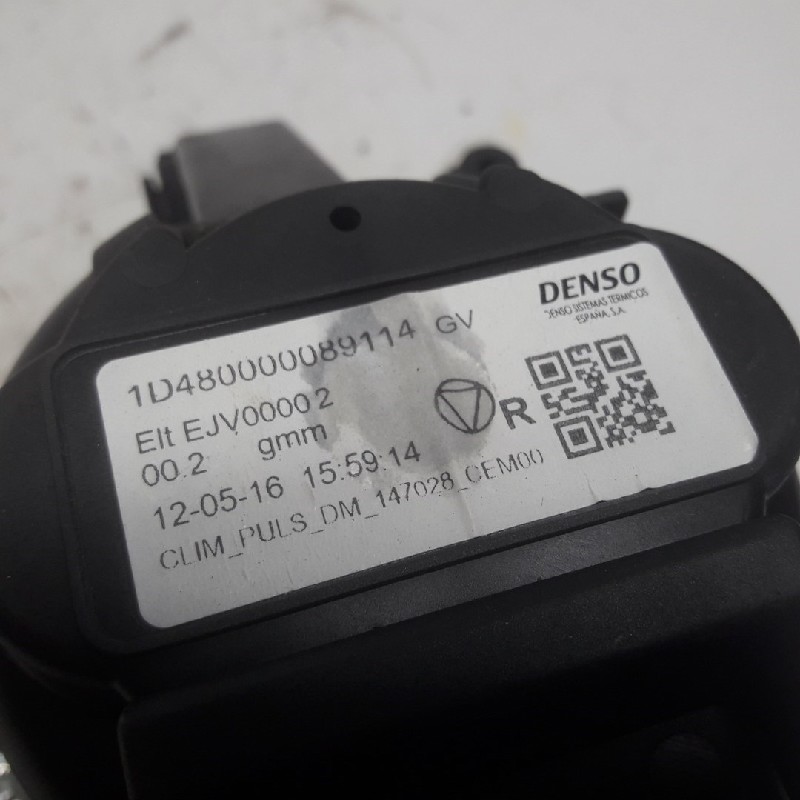 DENSO
DENSO SISTEMAS TERMICOS
ESPAÑA, S.A.
1D480000089114 GV
Elt EJV00002
00.2 gmm
R
12-05-16 15:59:14
CLIM_PULS_DM_147028_CEM00